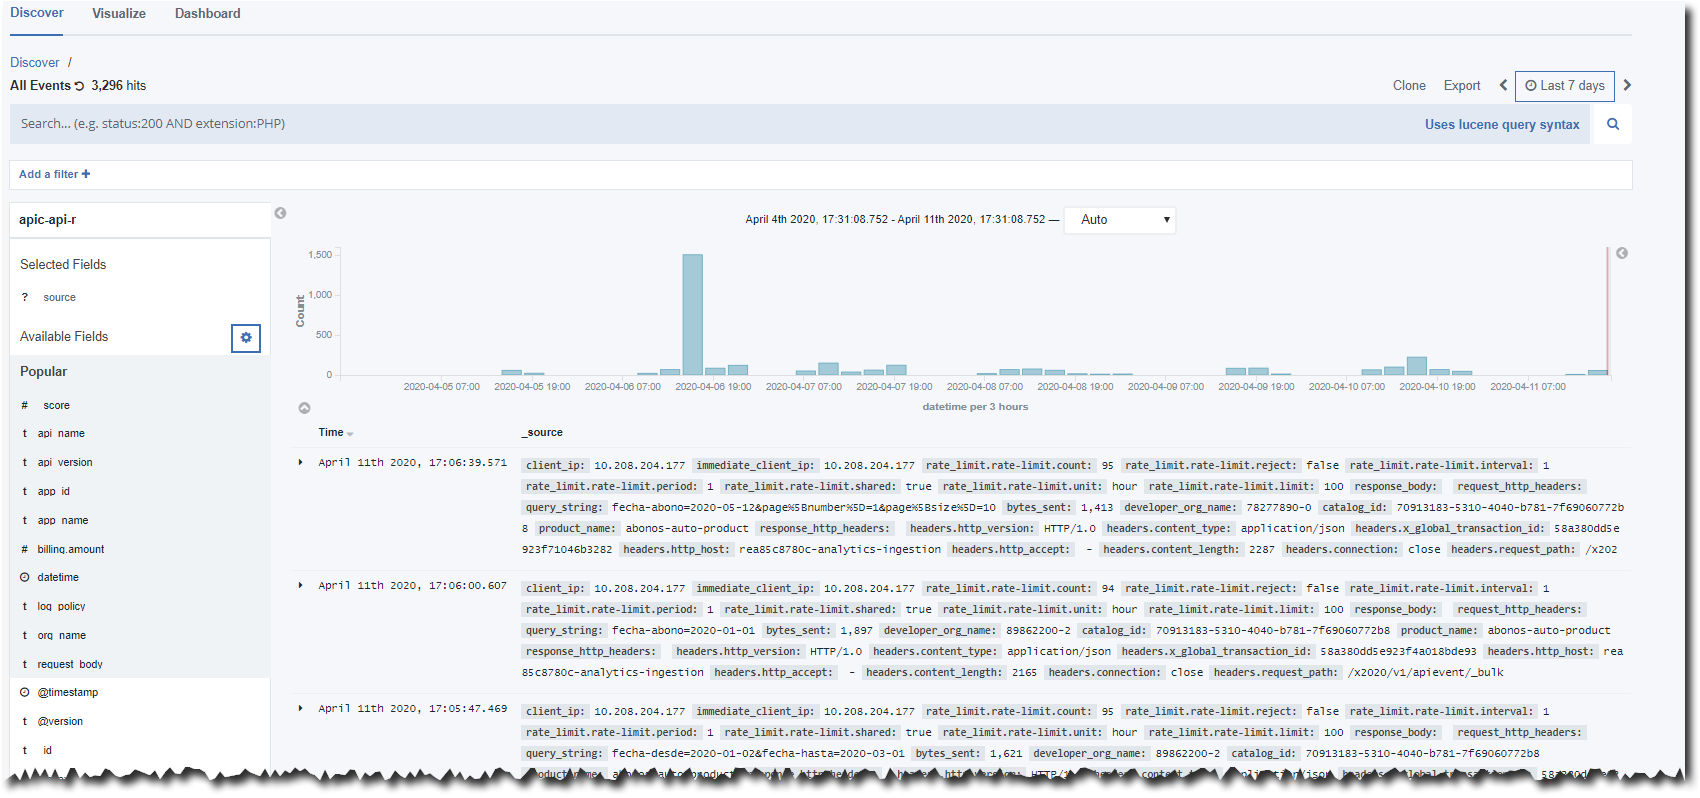 Discover Visualize Dashboard
Discover /
All Events 3,296 hits
Clone Export Last 7 days
Search... (e.g. status:200 AND extension:PHP) Uses lucene query syntax
Add a filter +
apic-api-r
Selected Fields
? _source
Available Fields
Popular
# _score
t api_name
t api_version
t app_id
t app_name
# billing.amount
datetime
t log_policy
t org_name
t request_body
@timestamp
t @version
t _id
April 4th 2020, 17:31:08.752 - April 11th 2020, 17:31:08.752 — Auto
Count
1,500
1,000
500
0
2020-04-05 07:00 2020-04-05 19:00 2020-04-06 07:00 2020-04-06 19:00 2020-04-07 07:00 2020-04-07 19:00 2020-04-08 07:00 2020-04-08 19:00 2020-04-09 07:00 2020-04-09 19:00 2020-04-10 07:00 2020-04-10 19:00 2020-04-11 07:00
datetime per 3 hours
Time _source
April 11th 2020, 17:06:39.571 client_ip: 10.208.204.177 immediate_client_ip: 10.208.204.177 rate_limit.rate-limit.count: 95 rate_limit.rate-limit.reject: false rate_limit.rate-limit.interval: 1
rate_limit.rate-limit.period: 1 rate_limit.rate-limit.shared: true rate_limit.rate-limit.unit: hour rate_limit.rate-limit.limit: 100 response_body: request_http_headers:
query_string: fecha-abono=2020-05-12&page%5Bnumber%5D=1&page%5Bsize%5D=10 bytes_sent: 1,413 developer_org_name: 78277890-0 catalog_id: 70913183-5310-4040-b781-7f69060772b
8 product_name: abonos-auto-product response_http_headers: headers.http_version: HTTP/1.0 headers.content_type: application/json headers.x_global_transaction_id: 58a380dd5e
923f71046b3282 headers.http_host: rea85c8780c-analytics-ingestion headers.http_accept: - headers.content_length: 2287 headers.connection: close headers.request_path: /x202
April 11th 2020, 17:06:00.607 client_ip: 10.208.204.177 immediate_client_ip: 10.208.204.177 rate_limit.rate-limit.count: 94 rate_limit.rate-limit.reject: false rate_limit.rate-limit.interval: 1
rate_limit.rate-limit.period: 1 rate_limit.rate-limit.shared: true rate_limit.rate-limit.unit: hour rate_limit.rate-limit.limit: 100 response_body: request_http_headers:
query_string: fecha-abono=2020-01-01 bytes_sent: 1,897 developer_org_name: 89862200-2 catalog_id: 70913183-5310-4040-b781-7f69060772b8 product_name: abonos-auto-product
response_http_headers: headers.http_version: HTTP/1.0 headers.content_type: application/json headers.x_global_transaction_id: 58a380dd5e923f4a018bde93 headers.http_host: rea
85c8780c-analytics-ingestion headers.http_accept: - headers.content_length: 2165 headers.connection: close headers.request_path: /x2020/v1/apievent/_bulk
April 11th 2020, 17:05:47.469 client_ip: 10.208.204.177 immediate_client_ip: 10.208.204.177 rate_limit.rate-limit.count: 95 rate_limit.rate-limit.reject: false rate_limit.rate-limit.interval: 1
rate_limit.rate-limit.period: 1 rate_limit.rate-limit.shared: true rate_limit.rate-limit.unit: hour rate_limit.rate-limit.limit: 100 response_body: request_http_headers:
query_string: fecha-desde=2020-01-02&fecha-hasta=2020-03-01 bytes_sent: 1,621 developer_org_name: 89862200-2 catalog_id: 70913183-5310-4040-b781-7f69060772b8